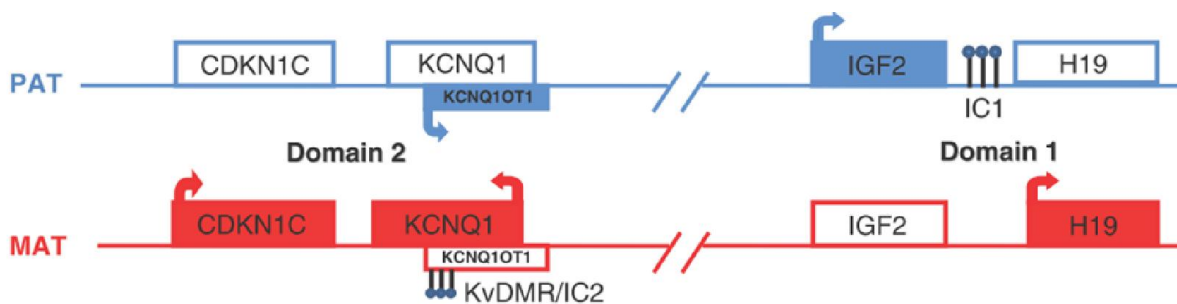 CDKN1C KCNQ1 IGF2 H19
PAT
KCNQ1OT1
IC1
Domain 2 Domain 1
CDKN1C KCNQ1 IGF2 H19
MAT
KCNQ1OT1
KvDMR/IC2